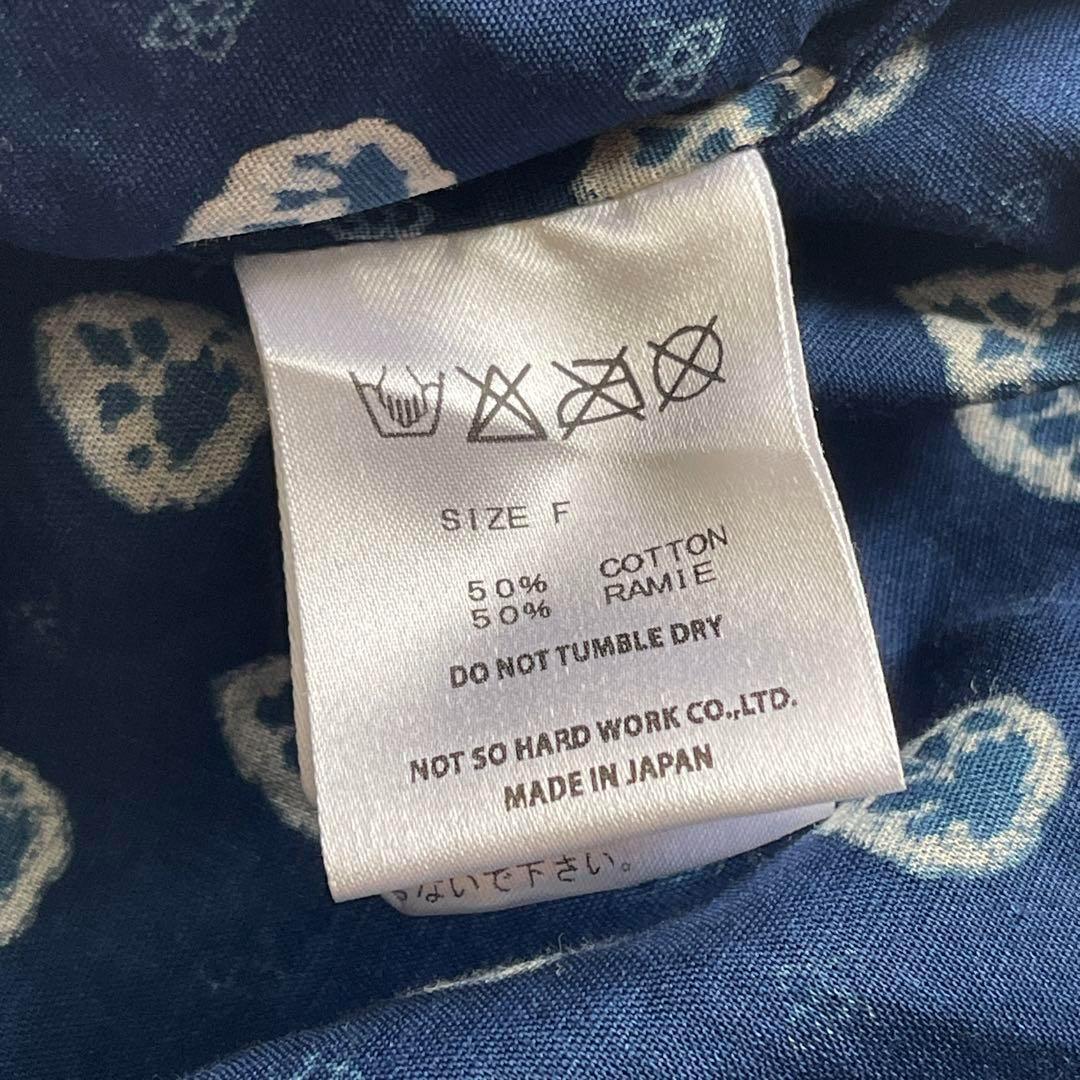 SIZE F
50% COTTON
50% RAMIE
DO NOT TUMBLE DRY
NOT SO HARD WORK CO.,LTD.
MADE IN JAPAN
ないで下さい。